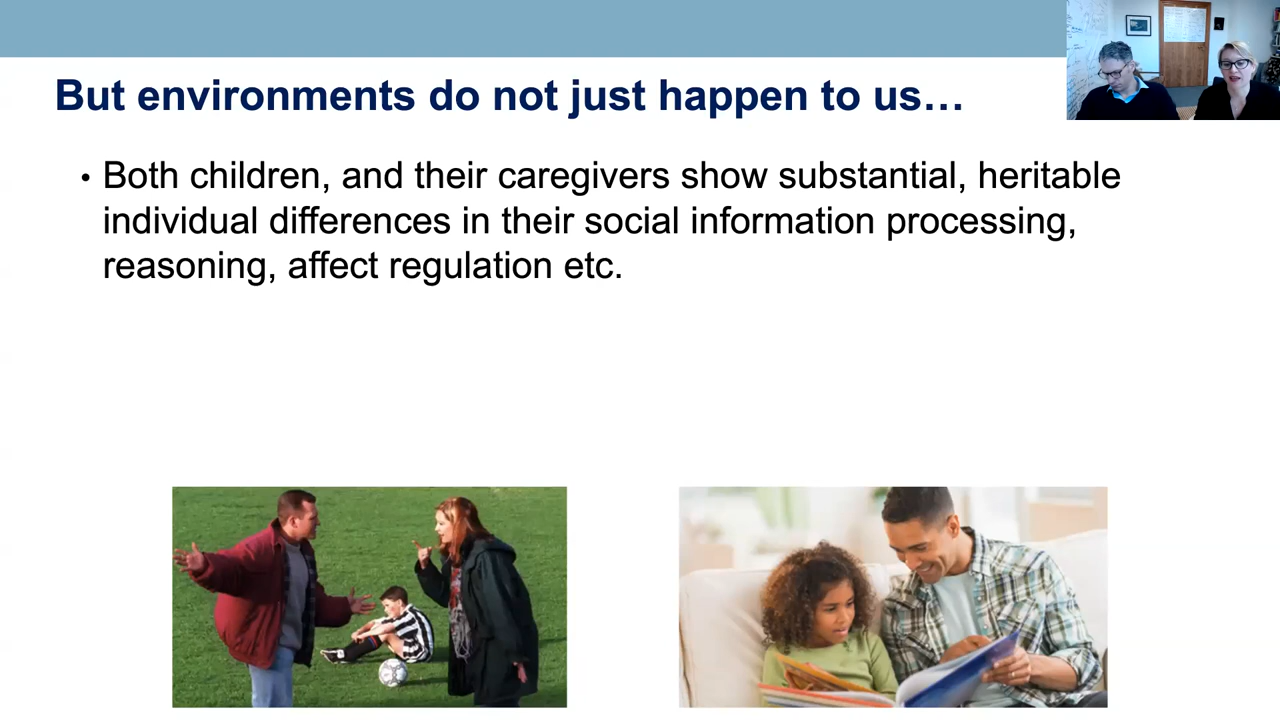 But environments do not just happen to us…
• Both children, and their caregivers show substantial, heritable
individual differences in their social information processing,
reasoning, affect regulation etc.